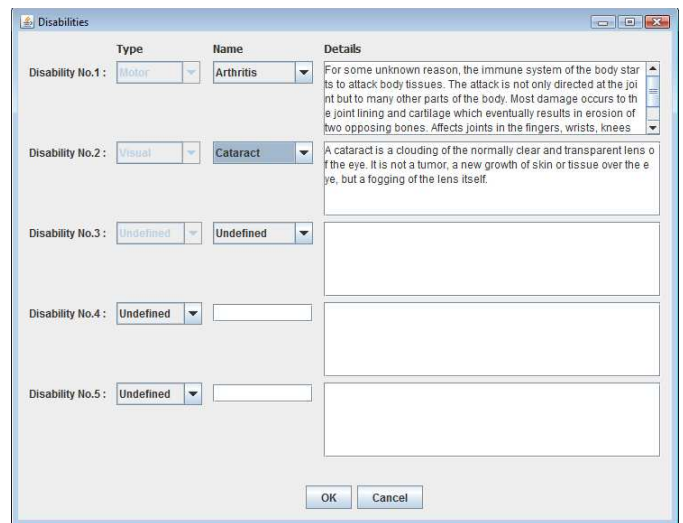 Disabilities
Type Name Details
Disability No.1 : Motor Arthritis
For some unknown reason, the immune system of the body star
ts to attack body tissues. The attack is not only directed at the joi
nt but to many other parts of the body. Most damage occurs to th
e joint lining and cartilage which eventually results in erosion of
two opposing bones. Affects joints in the fingers, wrists, knees
Disability No.2 : Visual Cataract
A cataract is a clouding of the normally clear and transparent lens o
f the eye. It is not a tumor, a new growth of skin or tissue over the e
ye, but a fogging of the lens itself.
Disability No.3 : Undefined Undefined
Disability No.4 : Undefined
Disability No.5 : Undefined
OK Cancel